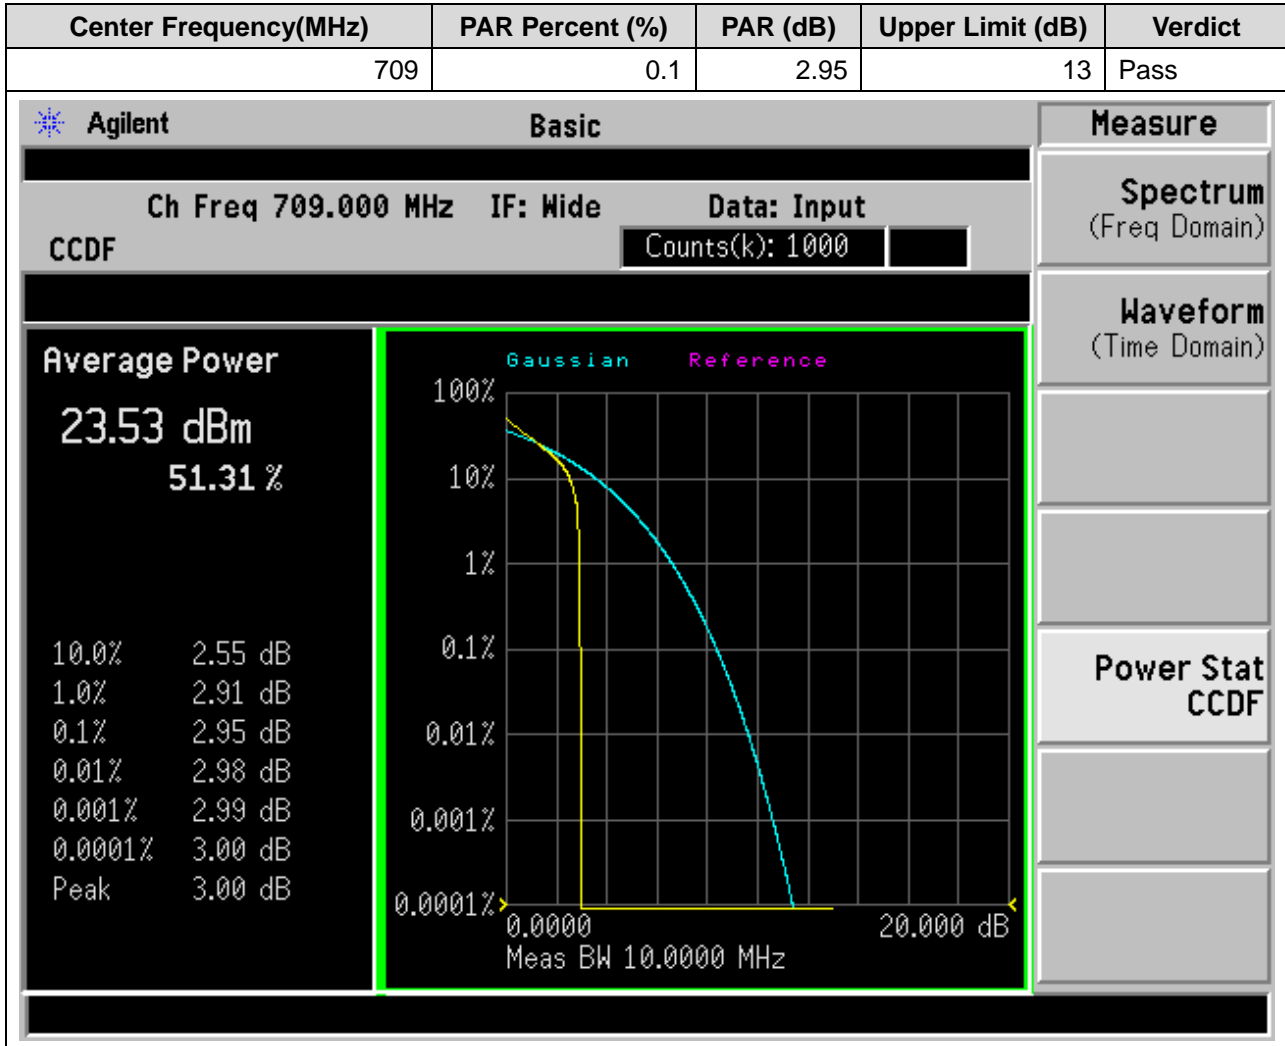 Center Frequency(MHz) PAR Percent (%) PAR (dB) Upper Limit (dB) Verdict
709 0.1 2.95 13 Pass
Agilent Basic Measure
Ch Freq 709.000 MHz IF: Wide Data: Input
CCDF Counts(k): 1000
Spectrum
(Freq Domain)
Waveform
(Time Domain)
Power Stat
CCDF
Average Power
23.53 dBm
51.31 %
10.0% 2.55 dB
1.0% 2.91 dB
0.1% 2.95 dB
0.01% 2.98 dB
0.001% 2.99 dB
0.0001% 3.00 dB
Peak 3.00 dB
Gaussian Reference
100%
10%
1%
0.1%
0.01%
0.001%
0.0001%
0.0000 20.000 dB
Meas BW 10.0000 MHz